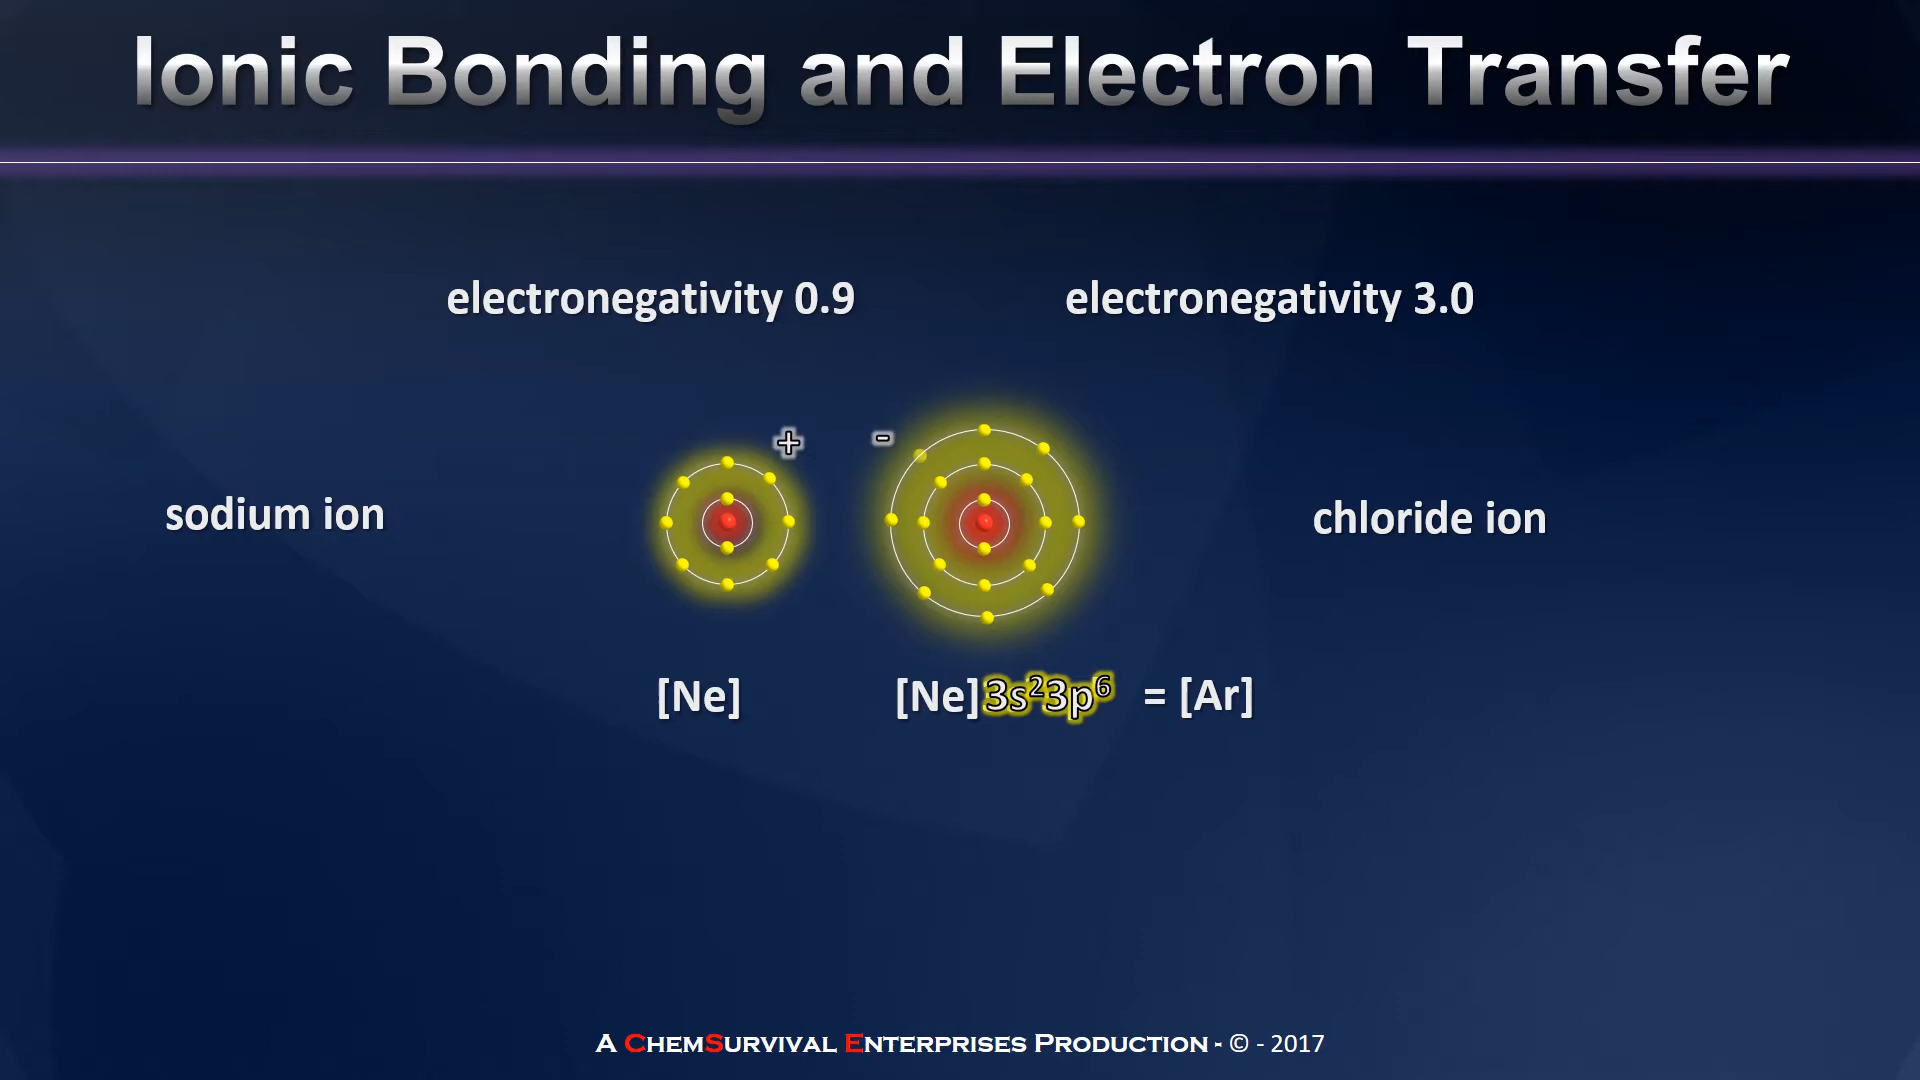 Ionic Bonding and Electron Transfer
electronegativity 0.9 electronegativity 3.0
+ -
sodium ion chloride ion
[Ne] [Ne]3s²3p⁶ = [Ar]
A ChemSurvival Enterprises Production - © - 2017